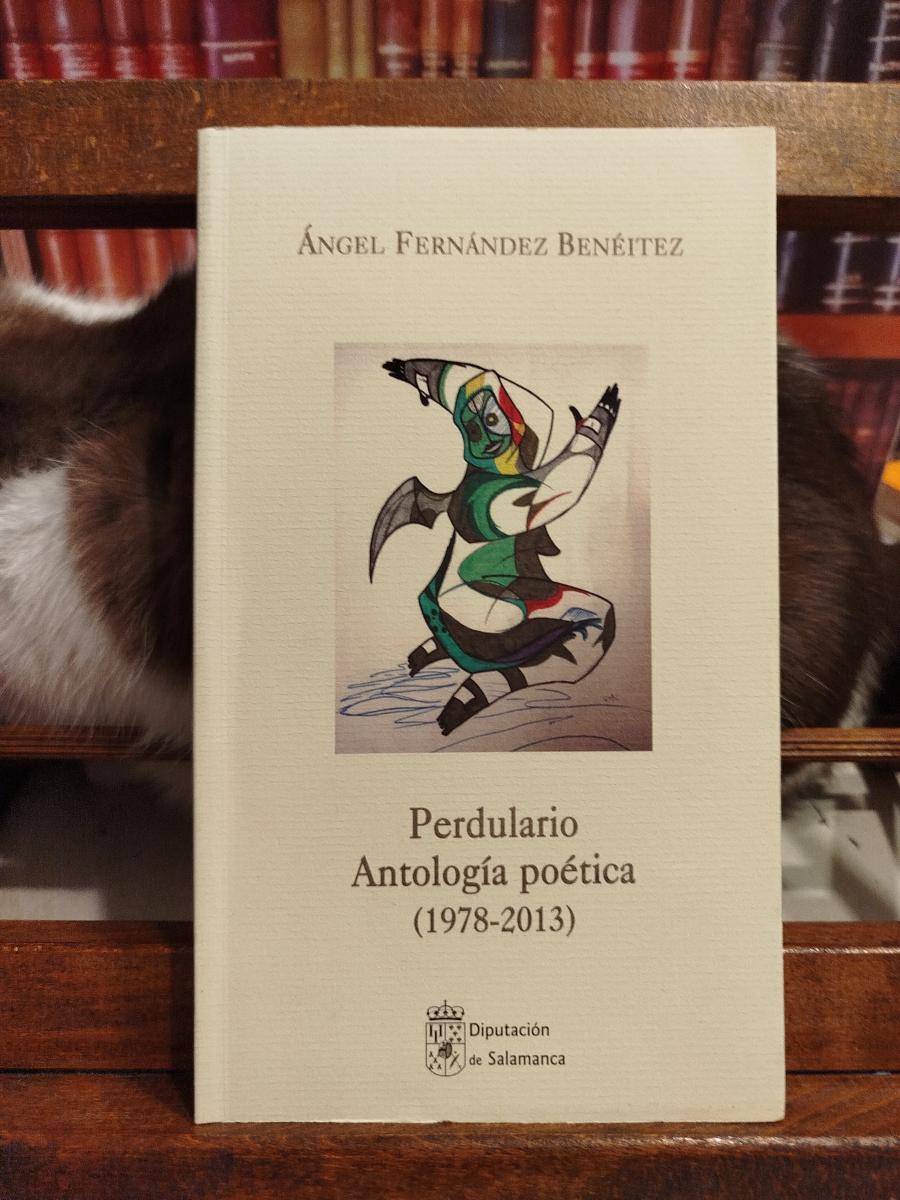 ÁNGEL FERNÁNDEZ BENÉITEZ
Perdulario
Antología poética
(1978-2013)
Diputación
de Salamanca